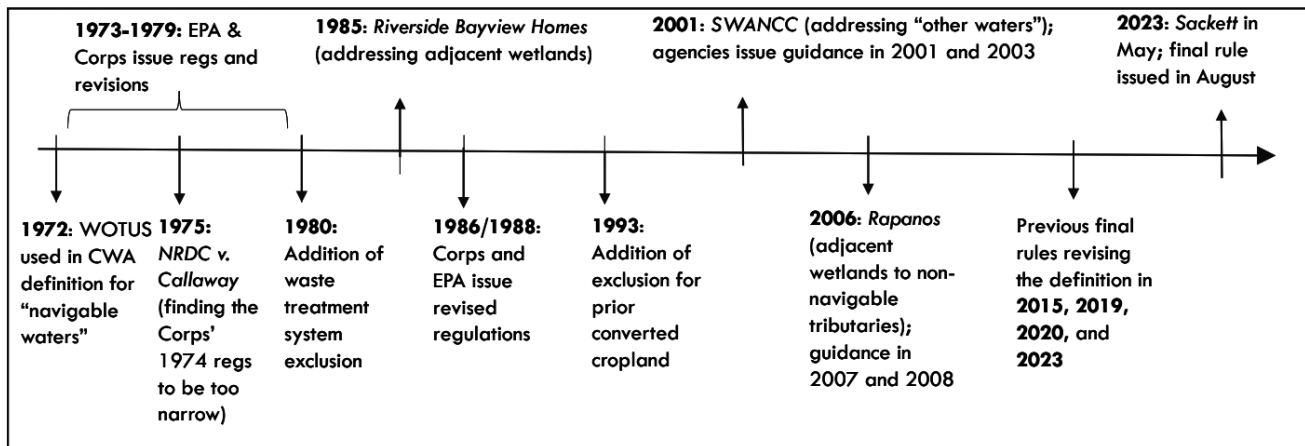 1973-1979: EPA &
Corps issue regs and
revisions
1985: Riverside Bayview Homes
(addressing adjacent wetlands)
2001: SWANCC (addressing “other waters”);
agencies issue guidance in 2001 and 2003
2023: Sackett in
May; final rule
issued in August
1972: WOTUS
used in CWA
definition for
“navigable
waters”
1975:
NRDC v.
Callaway
(finding the
Corps’
1974 regs
to be too
narrow)
1980:
Addition of
waste
treatment
system
exclusion
1986/1988:
Corps and
EPA issue
revised
regulations
1993:
Addition of
exclusion for
prior
converted
cropland
2006: Rapanos
(adjacent
wetlands to non-
navigable
tributaries);
guidance in
2007 and 2008
Previous final
rules revising
the definition in
2015, 2019,
2020, and
2023